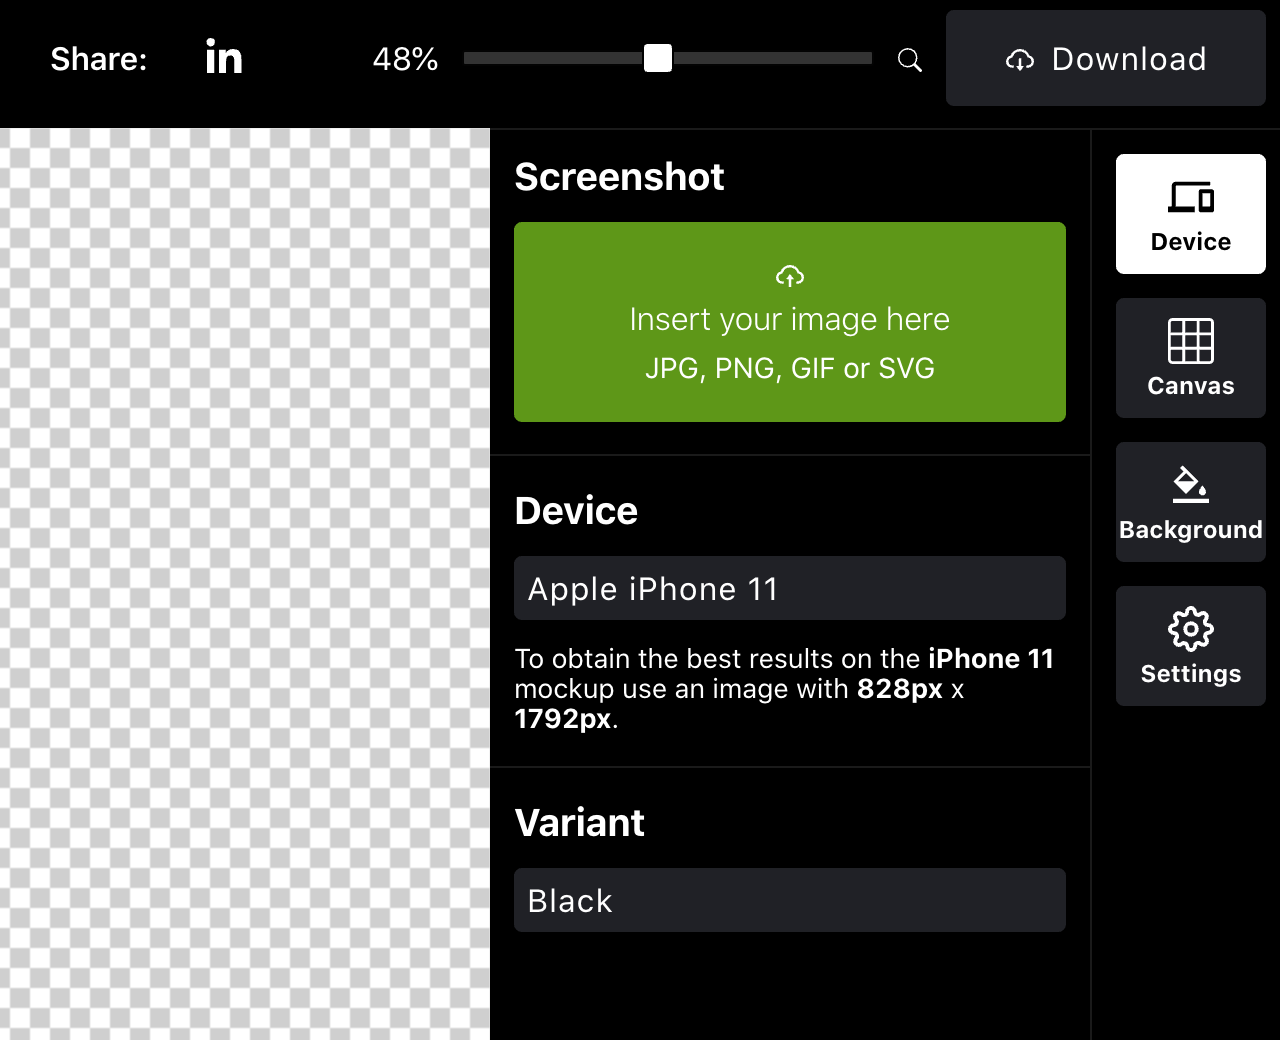 Share: in 48% Download
Screenshot
Insert your image here
JPG, PNG, GIF or SVG
Device
Apple iPhone 11
To obtain the best results on the iPhone 11
mockup use an image with 828px x
1792px.
Variant
Black
Device
Canvas
Background
Settings